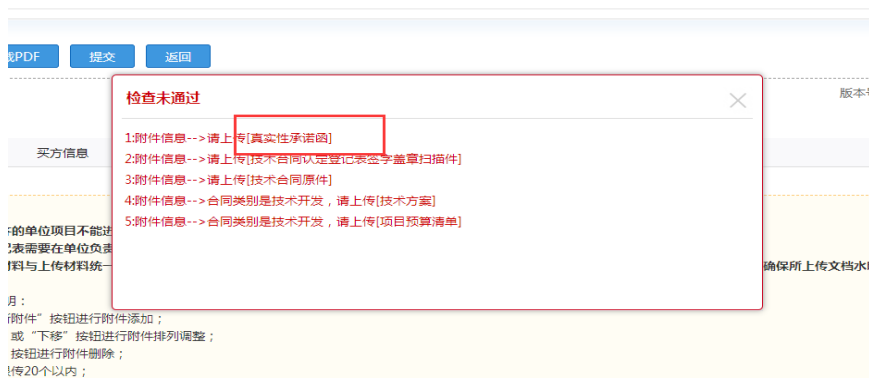 PDF 提交 返回
检查未通过
版本
1:附件信息-->请上传[真实性承诺函]
买方信息
2:附件信息-->请上传[技术合同认定登记表签字盖章扫描件]
3:附件信息-->请上传[技术合同原件]
4:附件信息-->合同类别是技术开发，请上传[技术方案]
5:附件信息-->合同类别是技术开发，请上传[项目预算清单]
的单位项目不能进
表需要在单位负责
材料与上传材料统一
确保所上传文档水
明：
附件”按钮进行附件添加；
或“下移”按钮进行附件排列调整；
按钮进行附件删除；
传20个以内；